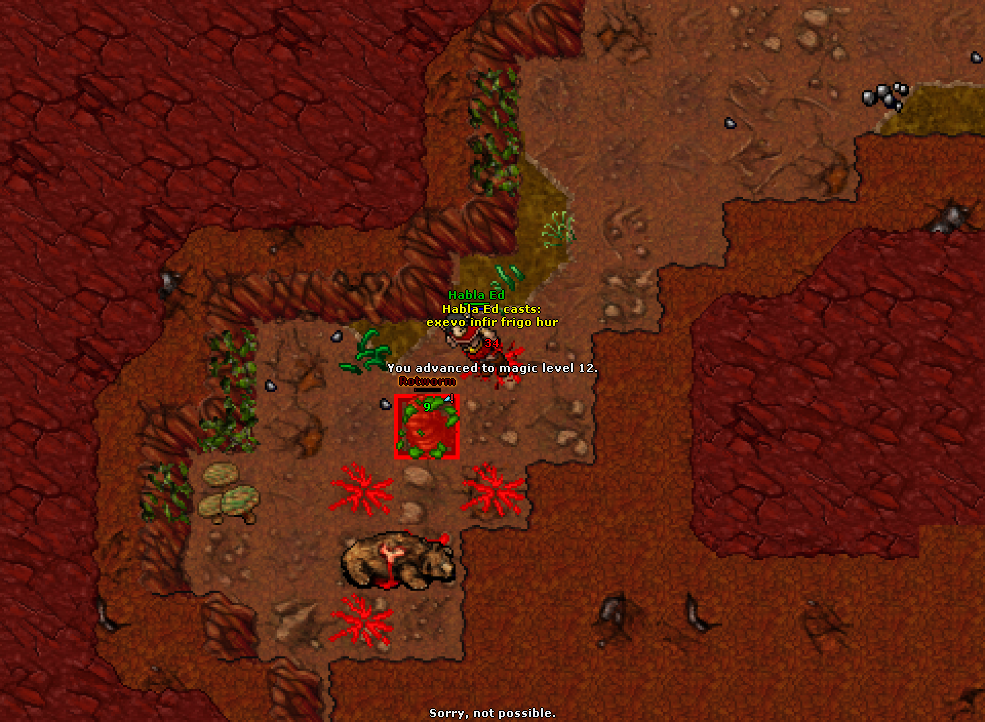 Habla Ed
Habla Ed casts:
exevo infir frigo hur
You advanced to magic level 12.
Rotworm
9
Sorry, not possible.